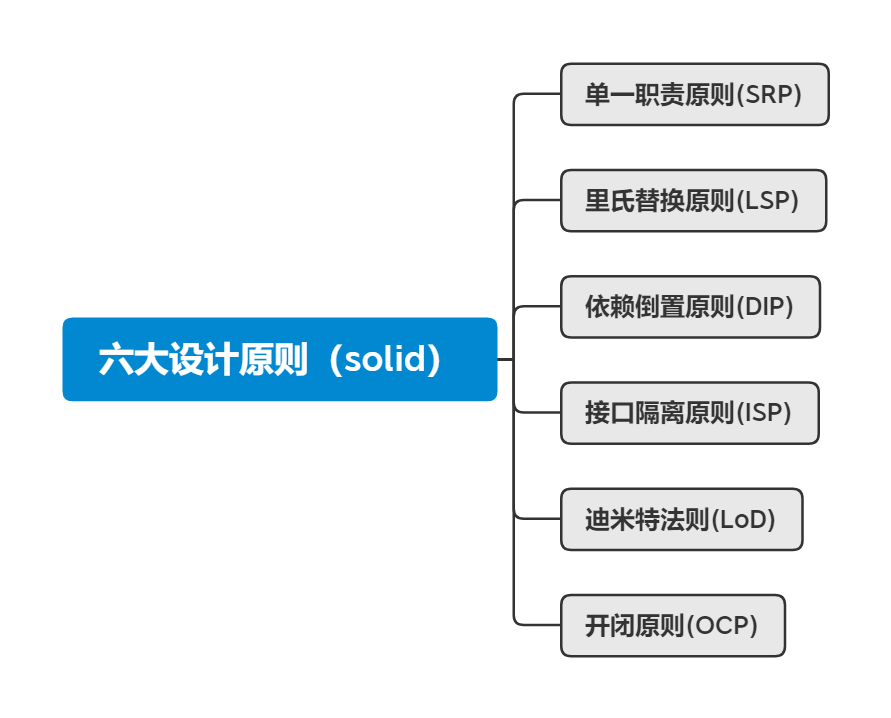 单一职责原则(SRP)
里氏替换原则(LSP)
依赖倒置原则(DIP)
六大设计原则（solid）
接口隔离原则(ISP)
迪米特法则(LoD)
开闭原则(OCP)